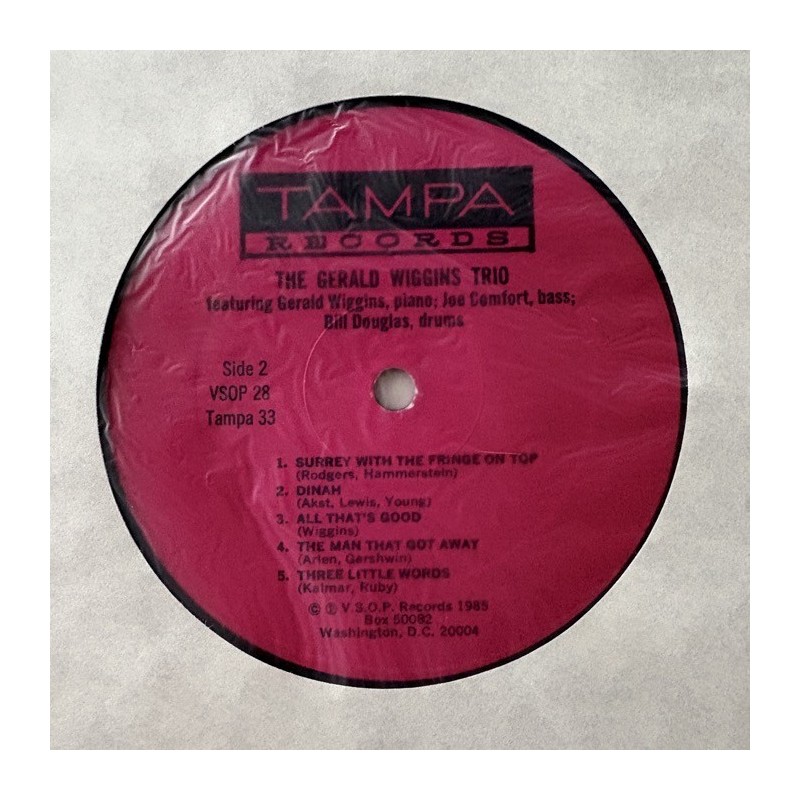 TAMPA
RECORDS
THE GERALD WIGGINS TRIO
featuring Gerald Wiggins, piano; Joe Comfort, bass;
Bill Douglas, drums
Side 2
VSOP 28
Tampa 33
1. SURREY WITH THE FRINGE ON TOP
(Rodgers, Hammerstein)
2. DINAH
(Akst, Lewis, Young)
3. ALL THAT'S GOOD
(Wiggins)
4. THE MAN THAT GOT AWAY
(Arlen, Gershwin)
5. THREE LITTLE WORDS
(Kalmar, Ruby)
© ℗ V.S.O.P. Records 1985
Box 50082
Washington, D.C. 20004